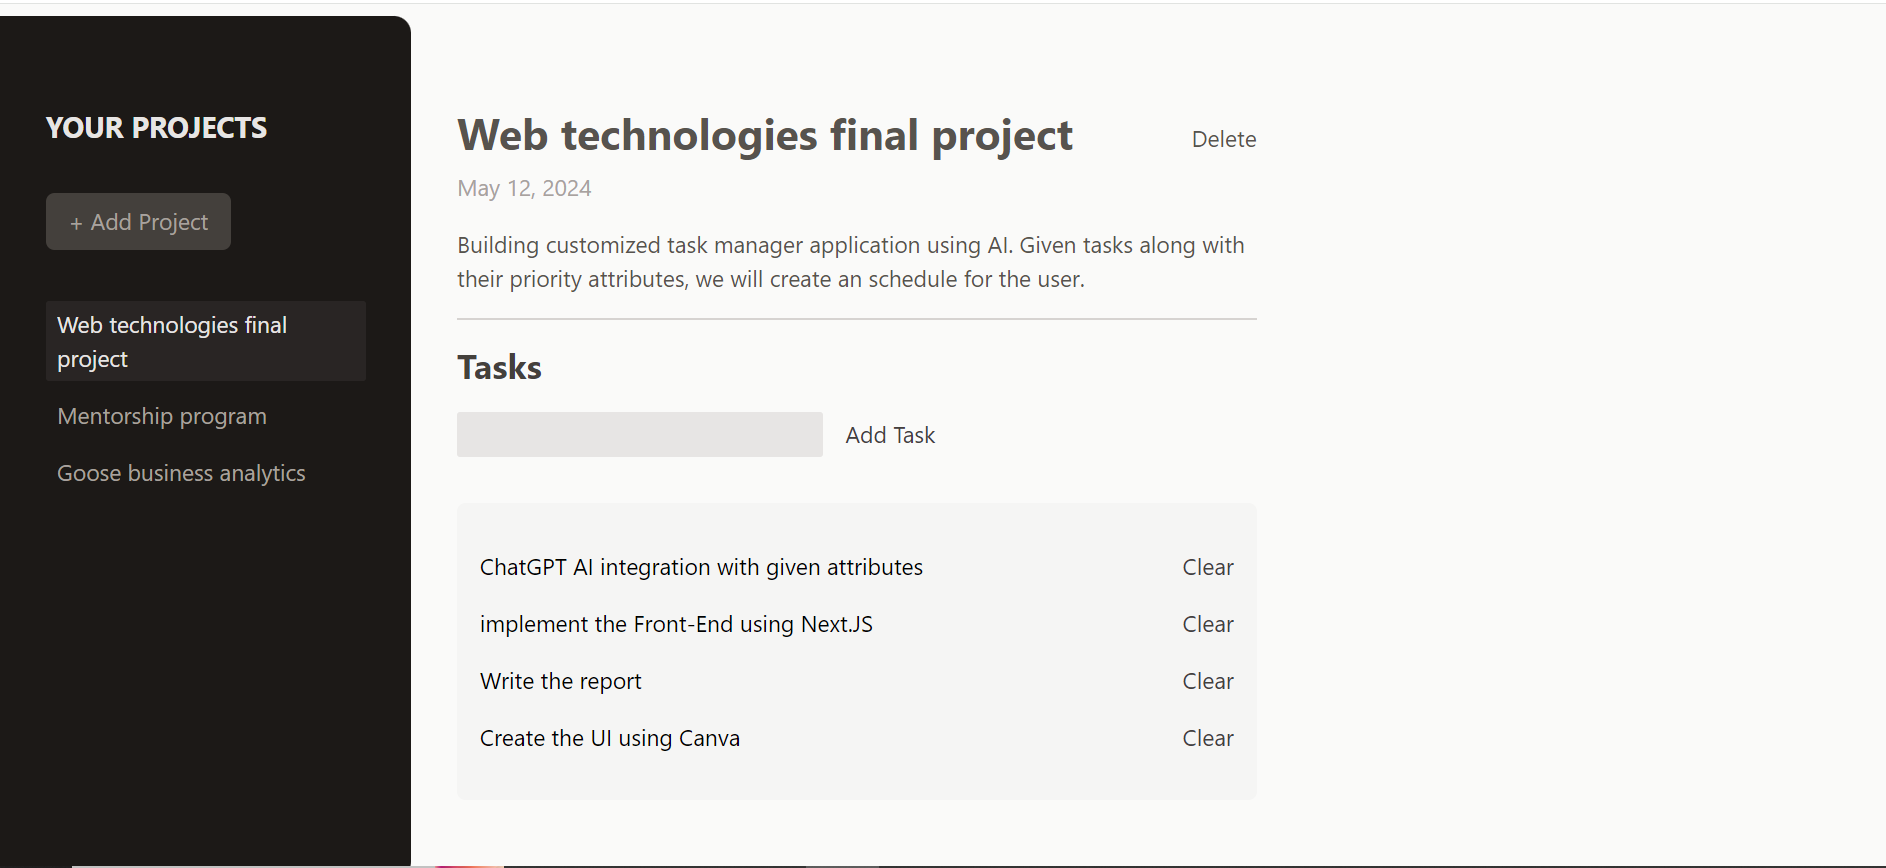 YOUR PROJECTS
+ Add Project
Web technologies final
project
Mentorship program
Goose business analytics
Web technologies final project
Delete
May 12, 2024
Building customized task manager application using AI. Given tasks along with
their priority attributes, we will create an schedule for the user.
Tasks
Add Task
ChatGPT AI integration with given attributes
Clear
implement the Front-End using Next.JS
Clear
Write the report
Clear
Create the UI using Canva
Clear